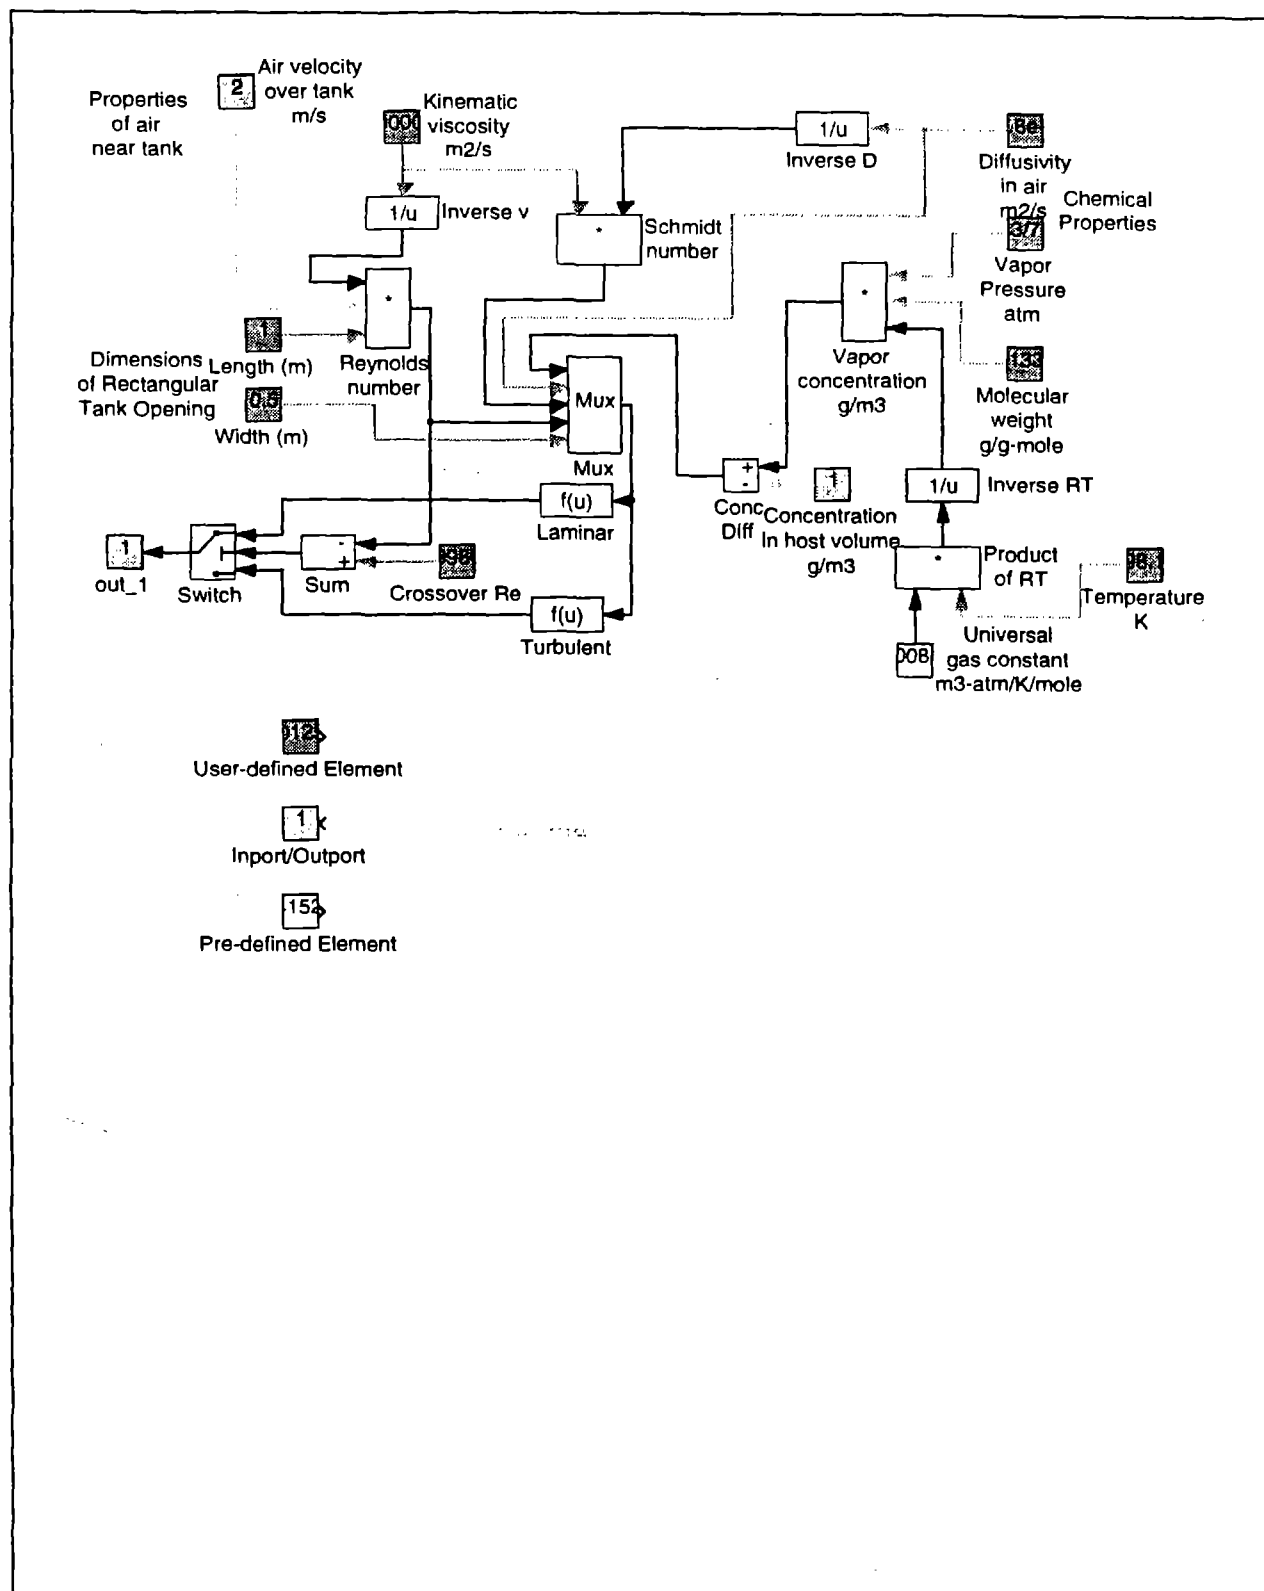 Properties
of air
near tank
2
Air velocity
over tank
m/s
Kinematic
viscosity
m2/s
1/u
Inverse v
1/u
Inverse D
Diffusivity
in air
m2/s
Chemical
Properties
*
Schmidt
number
3/7
Vapor
Pressure
atm
*
Reynolds
number
*
Vapor
concentration
g/m3
Dimensions
of Rectangular
Tank Opening
1
Length (m)
0.5
Width (m)
Mux
Mux
133
Molecular
weight
g/g-mole
+
-
Conc
Diff
1
Concentration
In host volume
g/m3
1/u
Inverse RT
f(u)
Laminar
1
out_1
Switch
-
+
Sum
Crossover Re
*
Product
of RT
Temperature
K
f(u)
Turbulent
Universal
gas constant
m3-atm/K/mole
User-defined Element
1
Inport/Outport
152
Pre-defined Element